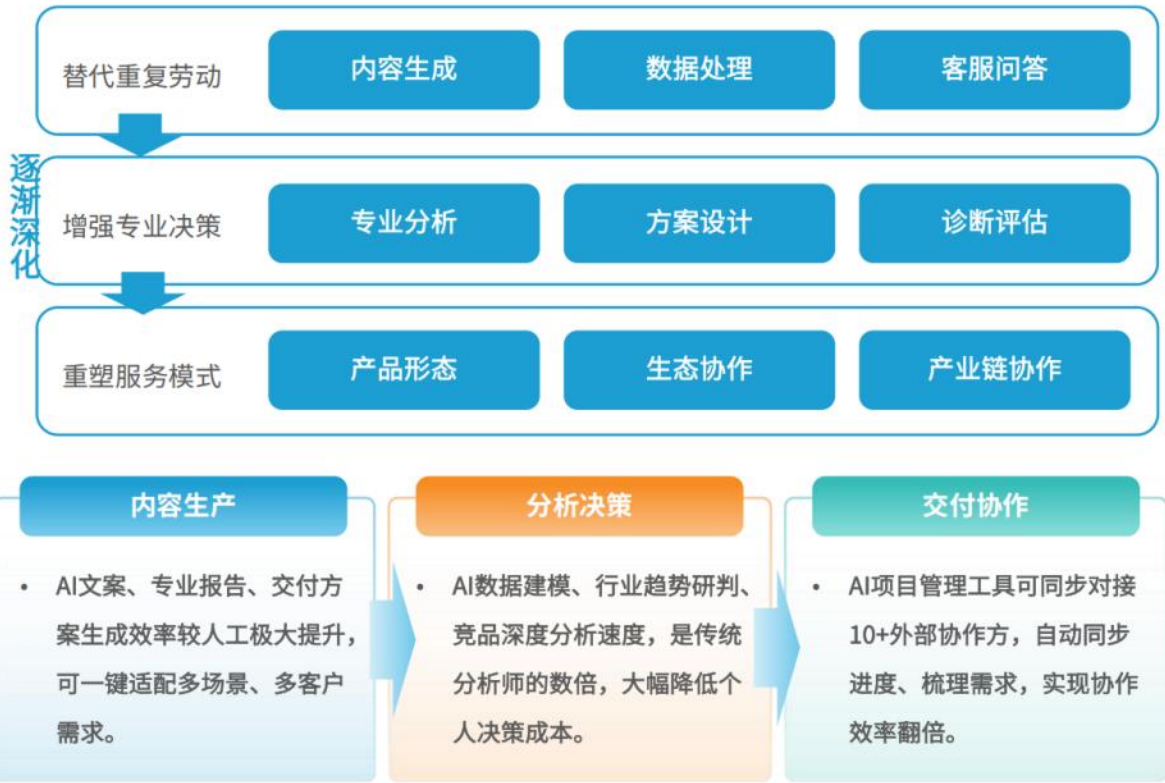 替代重复劳动
内容生成
数据处理
客服问答
逐渐深化
增强专业决策
专业分析
方案设计
诊断评估
重塑服务模式
产品形态
生态协作
产业链协作
内容生产
• AI文案、专业报告、交付方
案生成效率较人工极大提升，
可一键适配多场景、多客户
需求。
分析决策
• AI数据建模、行业趋势研判、
竞品深度分析速度，是传统
分析师的数倍，大幅降低个
人决策成本。
交付协作
• AI项目管理工具可同步对接
10+外部协作方，自动同步
进度、梳理需求，实现协作
效率翻倍。